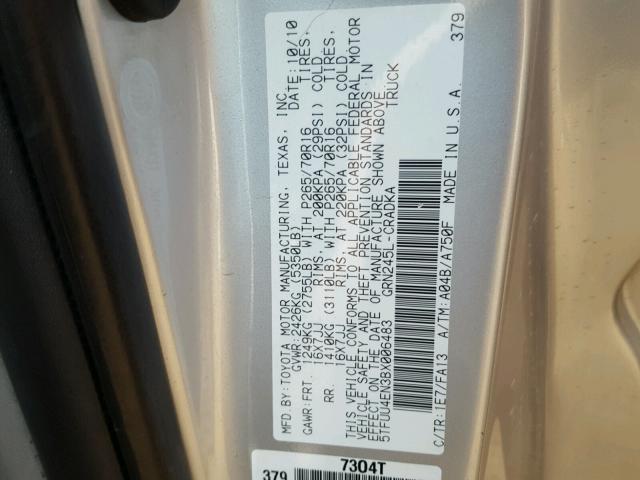 MFD.BY:TOYOTA MOTOR MANUFACTURING, TEXAS, INC.
GVWR:2426KG (5350LB) DATE:10/10
GAWR:FRT. 1249KG (2755LB) WITH P265/70R16 TIRES,
16X7JJ RIMS, AT 200KPA (29PSI) COLD
RR. 1410KG (3110LB) WITH P265/70R16 TIRES,
16X7JJ RIMS, AT 220KPA (32PSI) COLD
THIS VEHICLE CONFORMS TO ALL APPLICABLE FEDERAL MOTOR
VEHICLE SAFETY AND THEFT PREVENTION STANDARDS IN
EFFECT ON THE DATE OF MANUFACTURE SHOWN ABOVE.
5TFUU4EN3BX006483 GRN245L-CRADKA TRUCK
C/TR:1E7/FA13 A/TM:A04B/A750F MADE IN U.S.A. 379
7304T
379